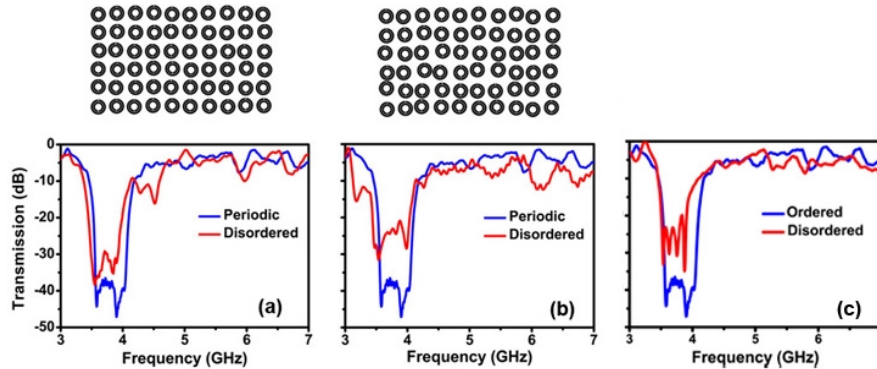 0
-10
-20
-30
-40
-50
Transmission (dB)
Periodic
Disordered
(a)
3 4 5 6 7
Frequency (GHz)
Periodic
Disordered
(b)
3 4 5 6 7
Frequency (GHz)
Ordered
Disordered
(c)
3 4 5 6
Frequency (GHz)